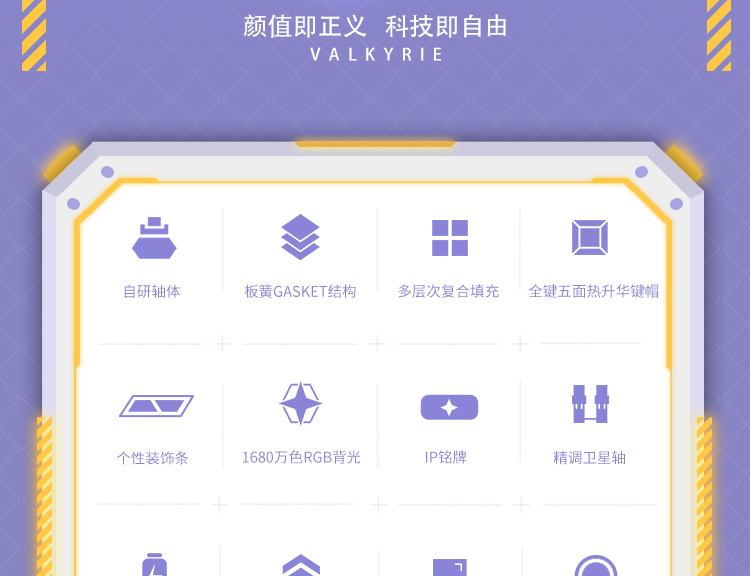 颜值即正义 科技即自由
VALKYRIE
自研轴体
板簧GASKET结构
多层次复合填充
全键五面热升华键帽
个性装饰条
1680万色RGB背光
IP铭牌
精调卫星轴